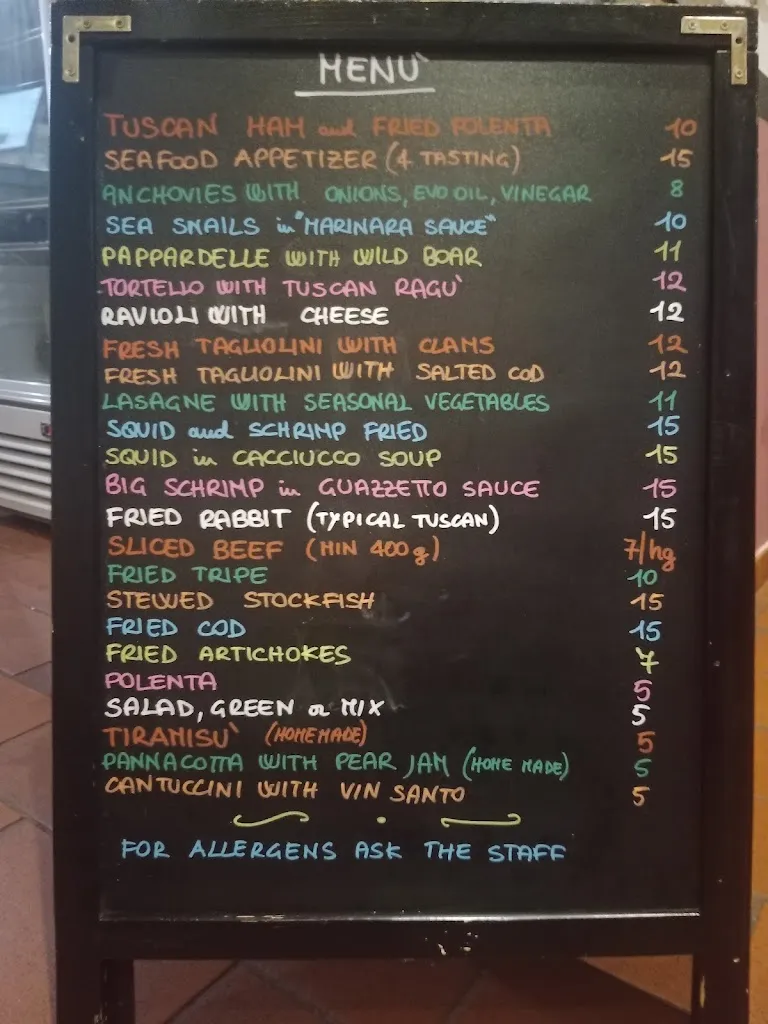 MENU`
TUSCAN HAM and FRIED POLENTA 10
SEAFOOD APPETIZER (4 TASTING) 15
ANCHOVIES WITH ONIONS, EVO OIL, VINEGAR 8
SEA SNAILS in "MARINARA SAUCE" 10
PAPPARDELLE WITH WILD BOAR 11
TORTELLO WITH TUSCAN RAGU` 12
RAVIOLI WITH CHEESE 12
FRESH TAGLIOLINI WITH CLAMS 12
FRESH TAGLIOLINI WITH SALTED COD 12
LASAGNE WITH SEASONAL VEGETABLES 11
SQUID and SCHRIMP FRIED 15
SQUID in CACCIUCCO SOUP 15
BIG SCHRIMP in GUAZZETTO SAUCE 15
FRIED RABBIT (TYPICAL TUSCAN) 15
SLICED BEEF (MIN 400g) 7/hg
FRIED TRIPE 10
STEWED STOCKFISH 15
FRIED COD 15
FRIED ARTICHOKES 7
POLENTA 5
SALAD, GREEN or MIX 5
TIRAMISU` (HOMEMADE) 5
PANNACOTTA WITH PEAR JAM (HOME MADE) 5
CANTUCCINI WITH VIN SANTO 5
FOR ALLERGENS ASK THE STAFF